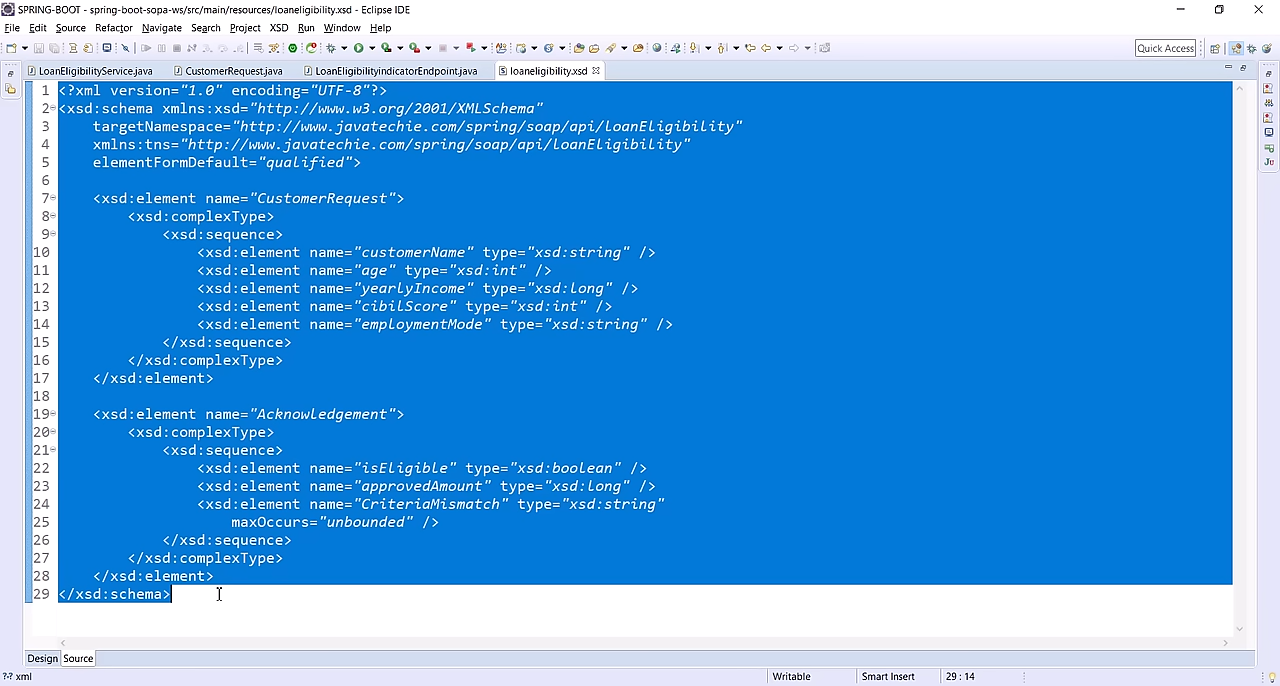 SPRING-BOOT - spring-boot-sopa-ws/src/main/resources/loaneligibility.xsd - Eclipse IDE
File Edit Source Refactor Navigate Search Project XSD Run Window Help
Quick Access
LoanEligibilityService.java CustomerRequest.java LoanEligibilityindicatorEndpoint.java loaneligibility.xsd
1 <?xml version="1.0" encoding="UTF-8"?>
2 <xsd:schema xmlns:xsd="http://www.w3.org/2001/XMLSchema"
3     targetNamespace="http://www.javatechie.com/spring/soap/api/loanEligibility"
4     xmlns:tns="http://www.javatechie.com/spring/soap/api/loanEligibility"
5     elementFormDefault="qualified">
6
7     <xsd:element name="CustomerRequest">
8         <xsd:complexType>
9             <xsd:sequence>
10                 <xsd:element name="customerName" type="xsd:string" />
11                 <xsd:element name="age" type="xsd:int" />
12                 <xsd:element name="yearlyIncome" type="xsd:long" />
13                 <xsd:element name="cibilScore" type="xsd:int" />
14                 <xsd:element name="employmentMode" type="xsd:string" />
15             </xsd:sequence>
16         </xsd:complexType>
17     </xsd:element>
18
19     <xsd:element name="Acknowledgement">
20         <xsd:complexType>
21             <xsd:sequence>
22                 <xsd:element name="isEligible" type="xsd:boolean" />
23                 <xsd:element name="approvedAmount" type="xsd:long" />
24                 <xsd:element name="CriteriaMismatch" type="xsd:string"
25                     maxOccurs="unbounded" />
26             </xsd:sequence>
27         </xsd:complexType>
28     </xsd:element>
29 </xsd:schema>
Design Source
xml Writable Smart Insert 29 : 14